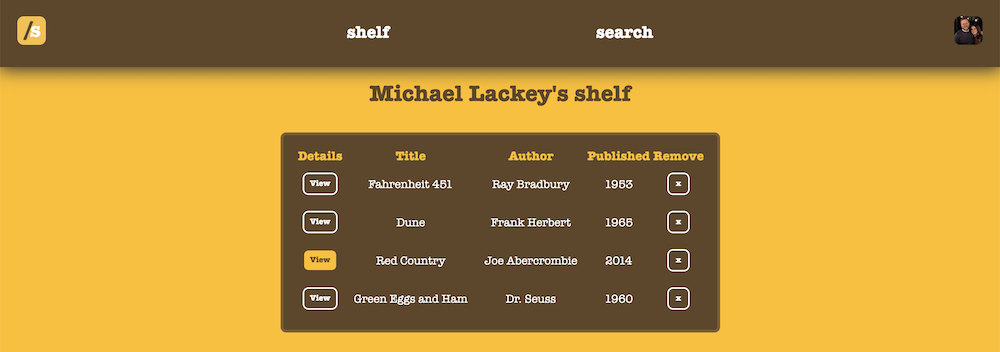 /s
shelf search
Michael Lackey's shelf
Details Title Author Published Remove
View Fahrenheit 451 Ray Bradbury 1953 x
View Dune Frank Herbert 1965 x
View Red Country Joe Abercrombie 2014 x
View Green Eggs and Ham Dr. Seuss 1960 x